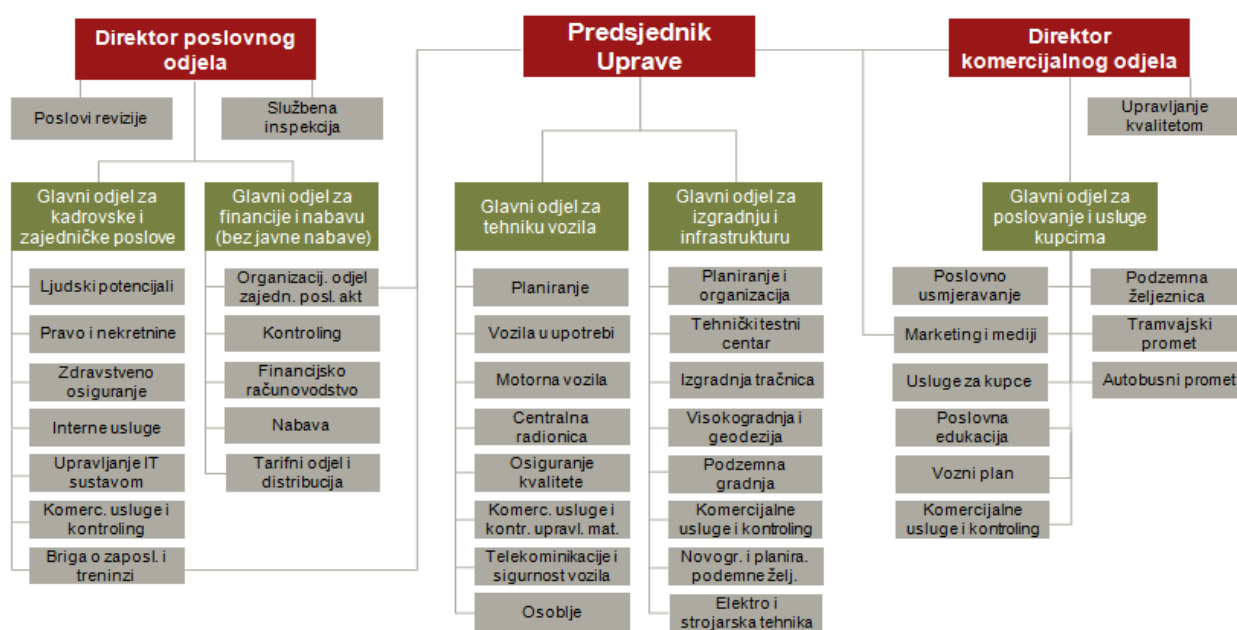 Direktor poslovnog
odjela
Predsjednik
Uprave
Direktor
komercijalnog odjela
Poslovi revizije
Službena
inspekcija
Upravljanje
kvalitetom
Glavni odjel za
kadrovske i
zajedničke poslove
Glavni odjel za
financije i nabavu
(bez javne nabave)
Glavni odjel za
tehniku vozila
Glavni odjel za
izgradnju i
infrastrukturu
Glavni odjel za
poslovanje i usluge
kupcima
Ljudski potencijali
Pravo i nekretnine
Zdravstveno
osiguranje
Interne usluge
Upravljanje IT
sustavom
Komerc. usluge i
kontroling
Briga o zaposl. i
treninzi
Organizacij. odjel
zajedn. posl. akt
Kontroling
Financijsko
računovodstvo
Nabava
Tarifni odjel i
distribucija
Planiranje
Vozila u upotrebi
Motorna vozila
Centralna
radionica
Osiguranje
kvalitete
Komerc. usluge i
kontr. upravl. mat.
Telekominikacije i
sigurnost vozila
Osoblje
Planiranje i
organizacija
Tehnički testni
centar
Izgradnja tračnica
Visokogradnja i
geodezija
Podzemna
gradnja
Komercijalne
usluge i kontroling
Novogr. i planira.
podemne želj.
Elektro i
strojarska tehnika
Poslovno
usmjeravanje
Marketing i mediji
Usluge za kupce
Poslovna
edukacija
Vozni plan
Komercijalne
usluge i kontroling
Podzemna
željeznica
Tramvajski
promet
Autobusni promet